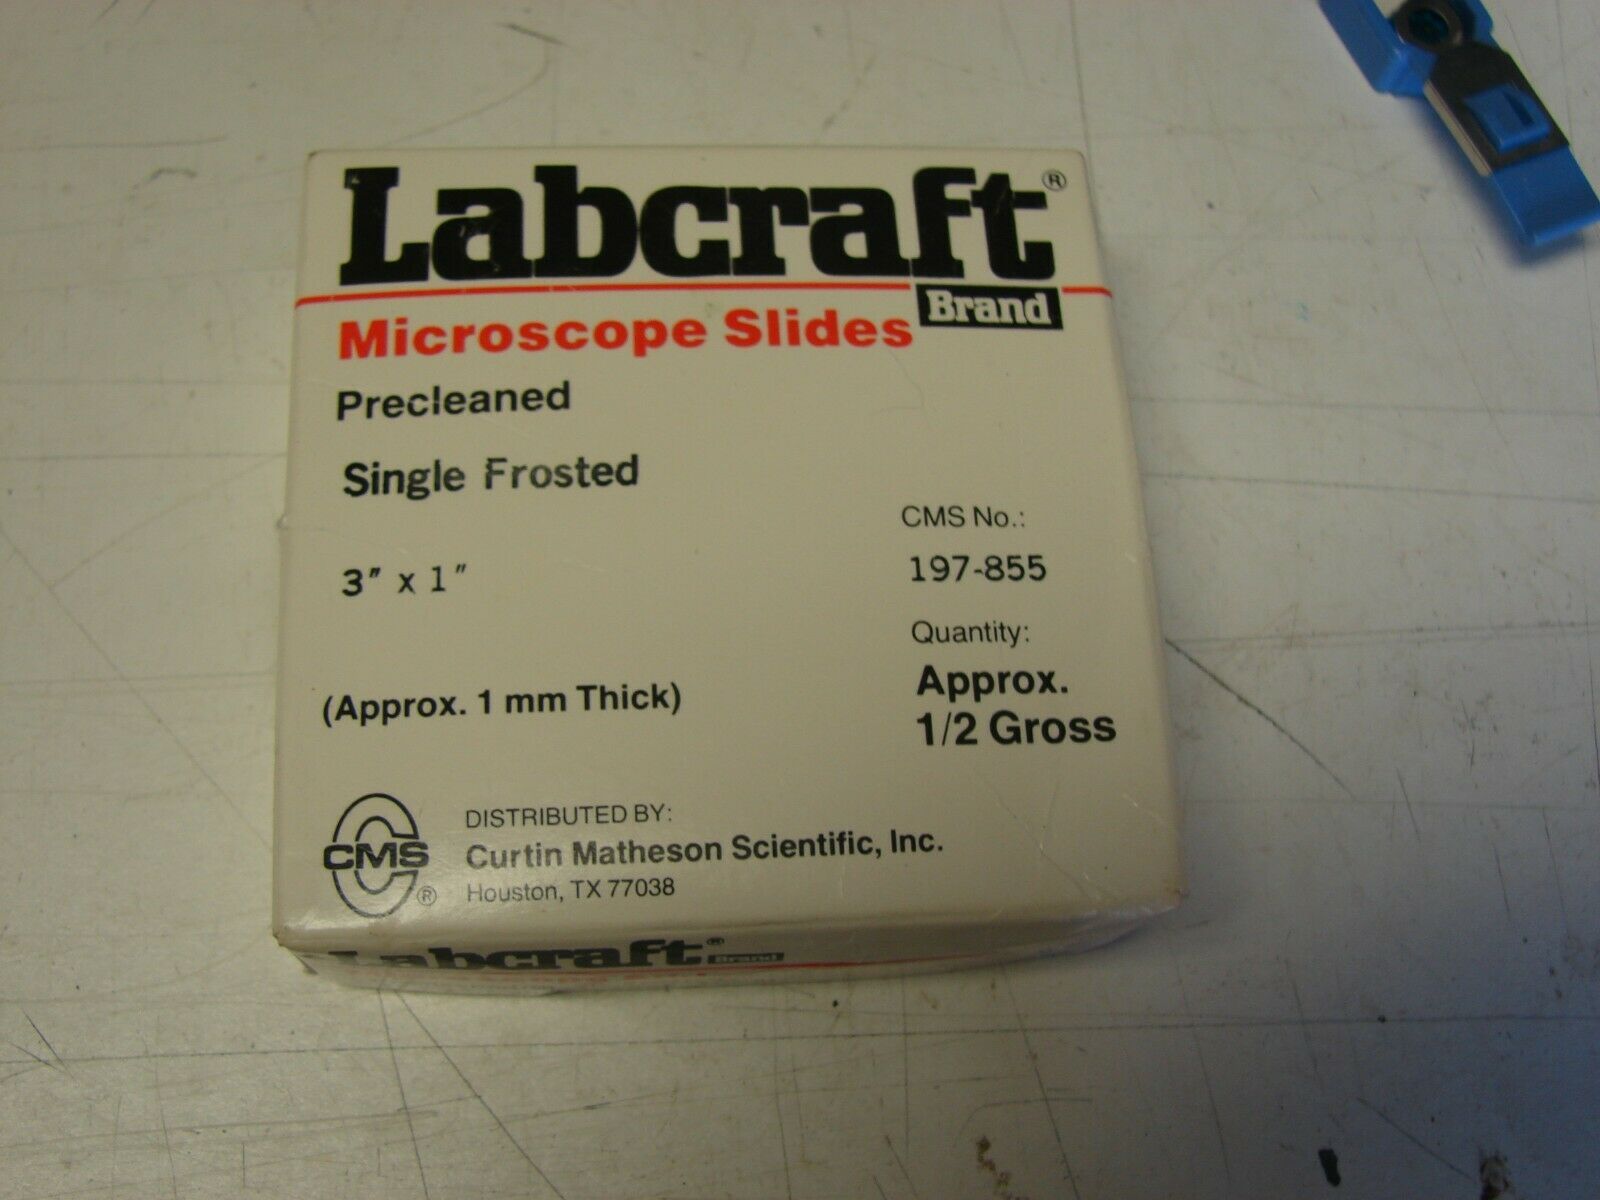 Labcraft®
Brand
Microscope Slides
Precleaned
Single Frosted
3" x 1"
(Approx. 1 mm Thick)
CMS No.:
197-855
Quantity:
Approx.
1/2 Gross
CMS®
DISTRIBUTED BY:
Curtin Matheson Scientific, Inc.
Houston, TX 77038
Labcraft®
Brand